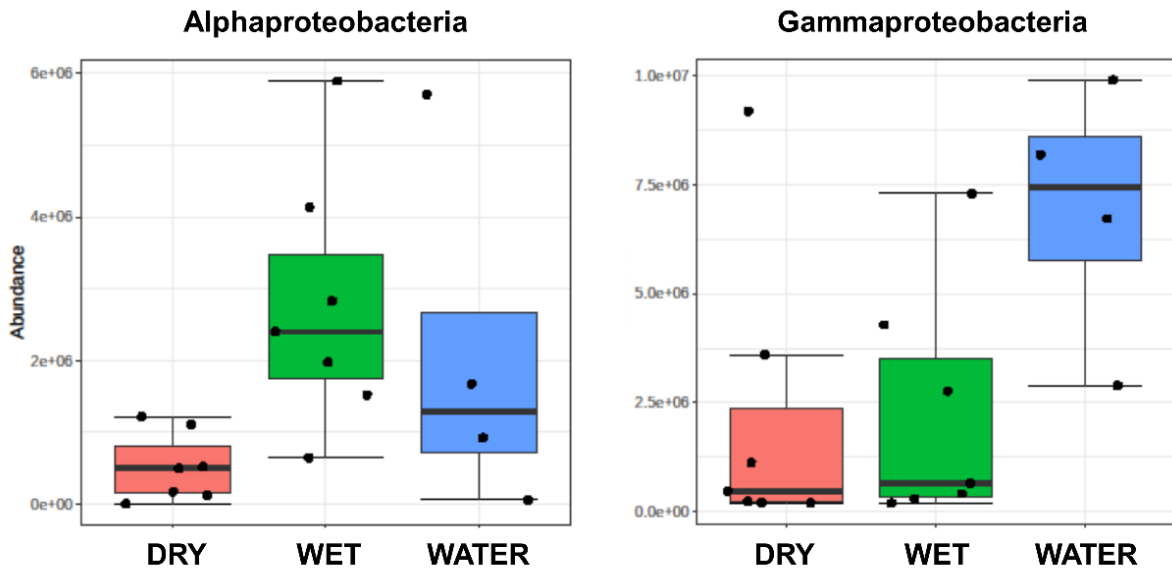 Alphaproteobacteria
Gammaproteobacteria
Abundance
6e+06
4e+06
2e+06
0e+00
1.0e+07
7.5e+06
5.0e+06
2.5e+06
0.0e+00
DRY WET WATER
DRY WET WATER